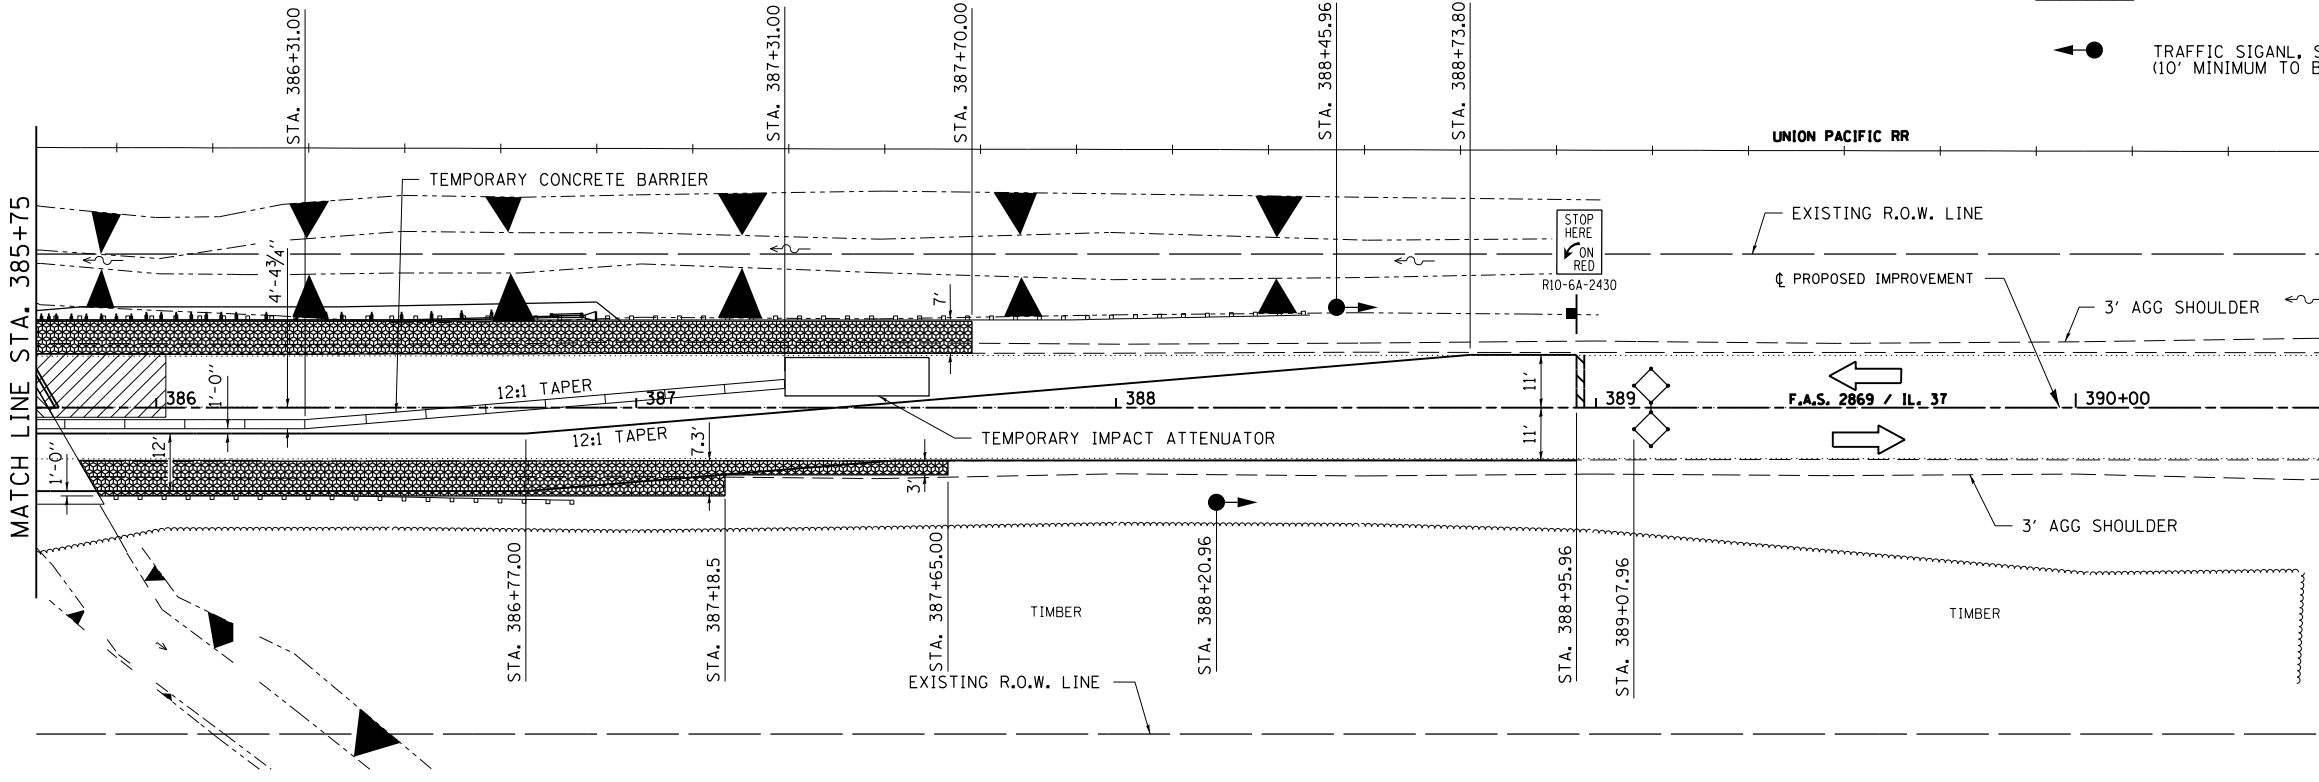 STA. 386+31.00
STA. 387+31.00
STA. 387+70.00
STA. 388+45.96
STA. 388+73.80
TRAFFIC SIGANL, S
(10' MINIMUM TO B
UNION PACIFIC RR
MATCH LINE STA. 385+75
TEMPORARY CONCRETE BARRIER
STOP
HERE
ON
RED
R10-6A-2430
EXISTING R.O.W. LINE
℄ PROPOSED IMPROVEMENT
3' AGG SHOULDER
4'-4¾"
7'
1'-0"
386
12:1 TAPER
387
388
11'
389
F.A.S. 2869 / IL. 37
390+00
12:1 TAPER
TEMPORARY IMPACT ATTENUATOR
11'
1'-0"
12'
7.3'
3'
3' AGG SHOULDER
STA. 386+77.00
STA. 387+18.5
STA. 387+65.00
STA. 388+20.96
STA. 388+95.96
STA. 389+07.96
TIMBER
TIMBER
EXISTING R.O.W. LINE